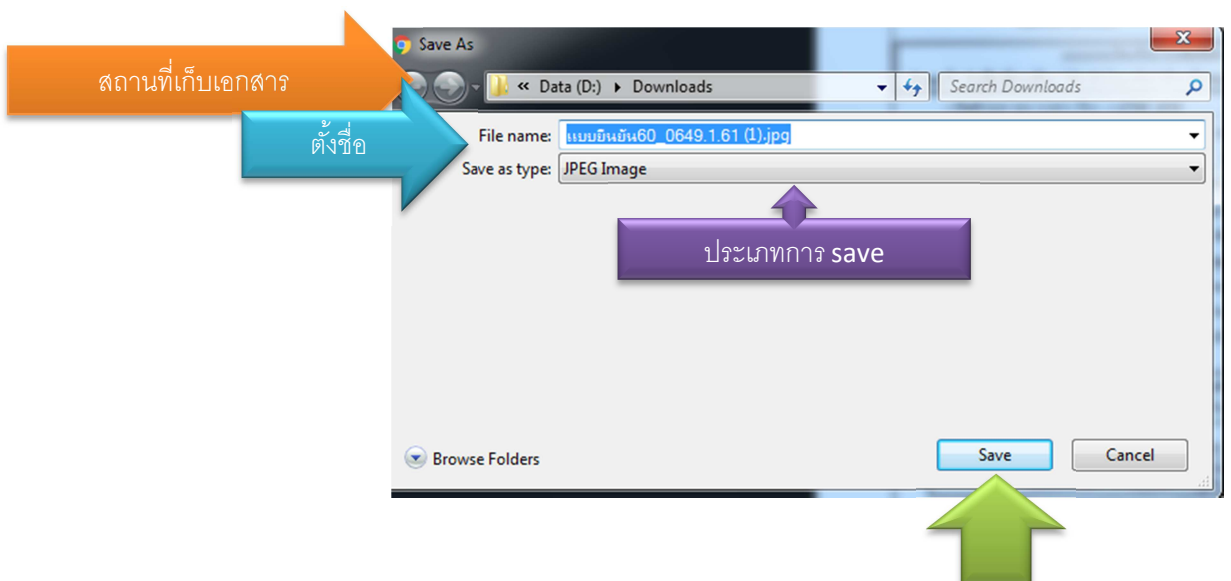 Save As
สถานที่เก็บเอกสาร
« Data (D:) Downloads
Search Downloads
ตั้งชื่อ
File name: แบบยืนยัน60_0649.1.61 (1).jpg
Save as type: JPEG Image
ประเภทการ save
Browse Folders
Save
Cancel